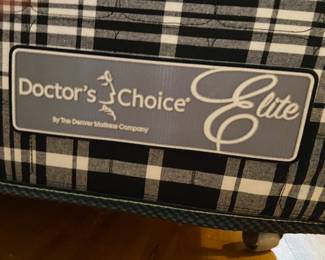 Doctor's Choice® Elite
By The Denver Mattress Company®